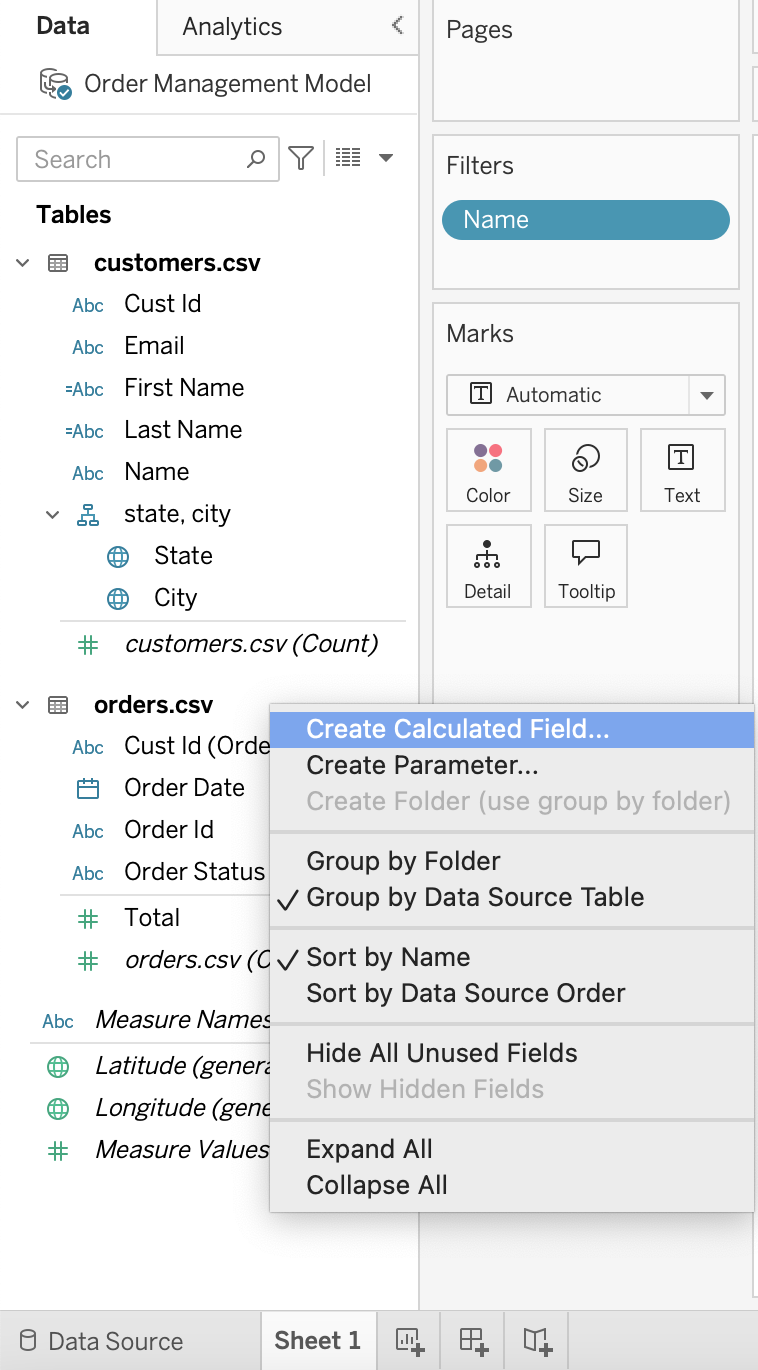 Data
Analytics
Order Management Model
Search
Tables
customers.csv
Abc Cust Id
Abc Email
=Abc First Name
=Abc Last Name
Abc Name
state, city
State
City
customers.csv (Count)
orders.csv
Abc Cust Id (Orde
Order Date
Abc Order Id
Abc Order Status
Total
orders.csv (C
Abc Measure Names
Latitude (genera
Longitude (gene
Measure Values
Pages
Filters
Name
Marks
Automatic
Color
Size
Text
Detail
Tooltip
Create Calculated Field...
Create Parameter...
Create Folder (use group by folder)
Group by Folder
Group by Data Source Table
Sort by Name
Sort by Data Source Order
Hide All Unused Fields
Show Hidden Fields
Expand All
Collapse All
Data Source
Sheet 1